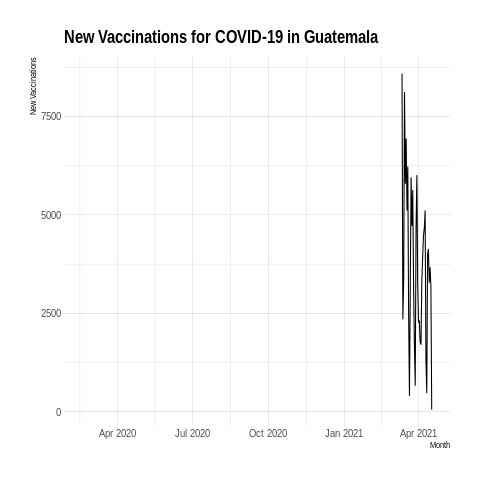 New Vaccinations for COVID-19 in Guatemala
New Vaccinations
7500
5000
2500
0
Apr 2020 Jul 2020 Oct 2020 Jan 2021 Apr 2021
Month